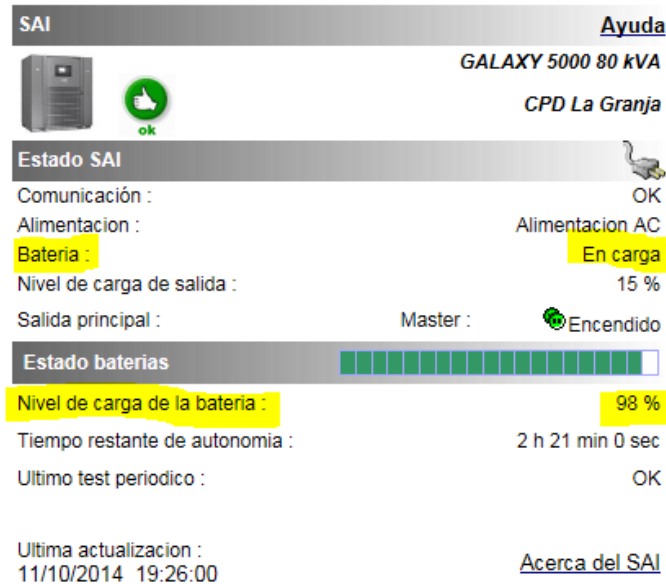 SAI Ayuda
GALAXY 5000 80 kVA
CPD La Granja
ok
Estado SAI
Comunicación : OK
Alimentacion : Alimentacion AC
Bateria : En carga
Nivel de carga de salida : 15 %
Salida principal : Master : Encendido
Estado baterias
Nivel de carga de la bateria : 98 %
Tiempo restante de autonomia : 2 h 21 min 0 sec
Ultimo test periodico : OK
Ultima actualizacion :
11/10/2014 19:26:00 Acerca del SAI